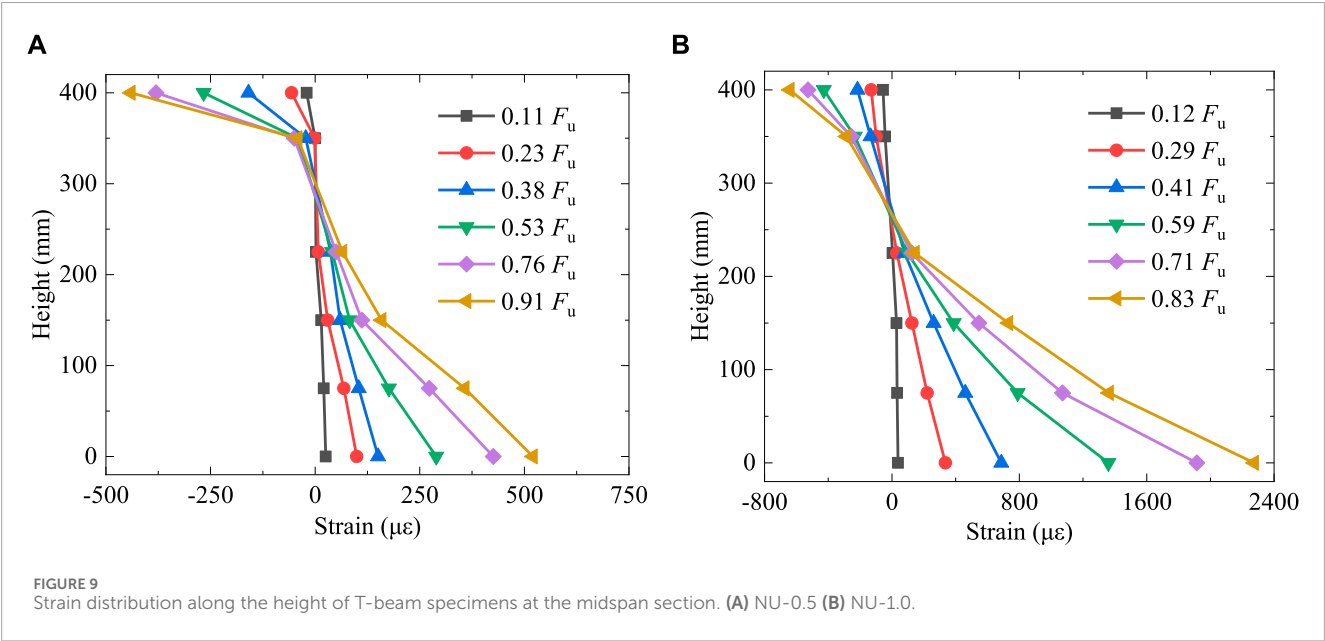 A
400
300
200
100
0
Height (mm)
-500 -250 0 250 500 750
Strain (με)
0.11 Fu
0.23 Fu
0.38 Fu
0.53 Fu
0.76 Fu
0.91 Fu
B
400
300
200
100
0
Height (mm)
-800 0 800 1600 2400
Strain (με)
0.12 Fu
0.29 Fu
0.41 Fu
0.59 Fu
0.71 Fu
0.83 Fu
FIGURE 9
Strain distribution along the height of T-beam specimens at the midspan section. (A) NU-0.5 (B) NU-1.0.